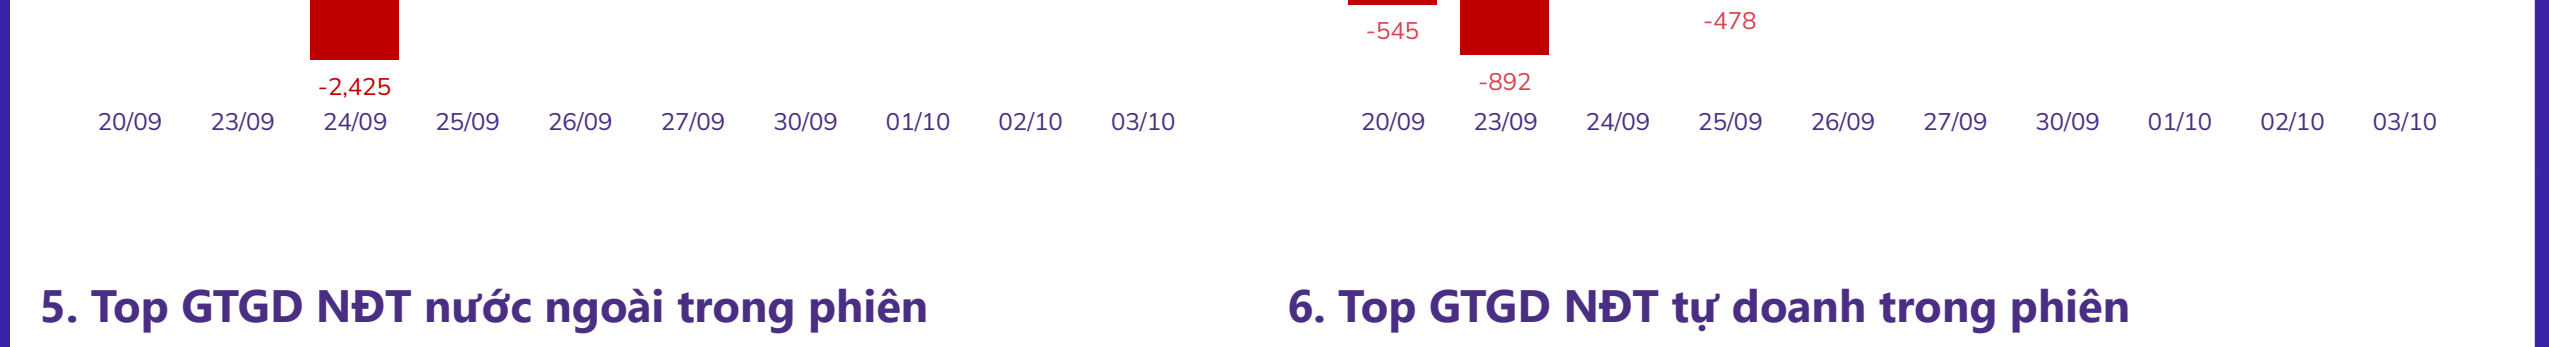 -2,425
20/09 23/09 24/09 25/09 26/09 27/09 30/09 01/10 02/10 03/10
-545
-478
-892
20/09 23/09 24/09 25/09 26/09 27/09 30/09 01/10 02/10 03/10
5. Top GTGD NĐT nước ngoài trong phiên
6. Top GTGD NĐT tự doanh trong phiên